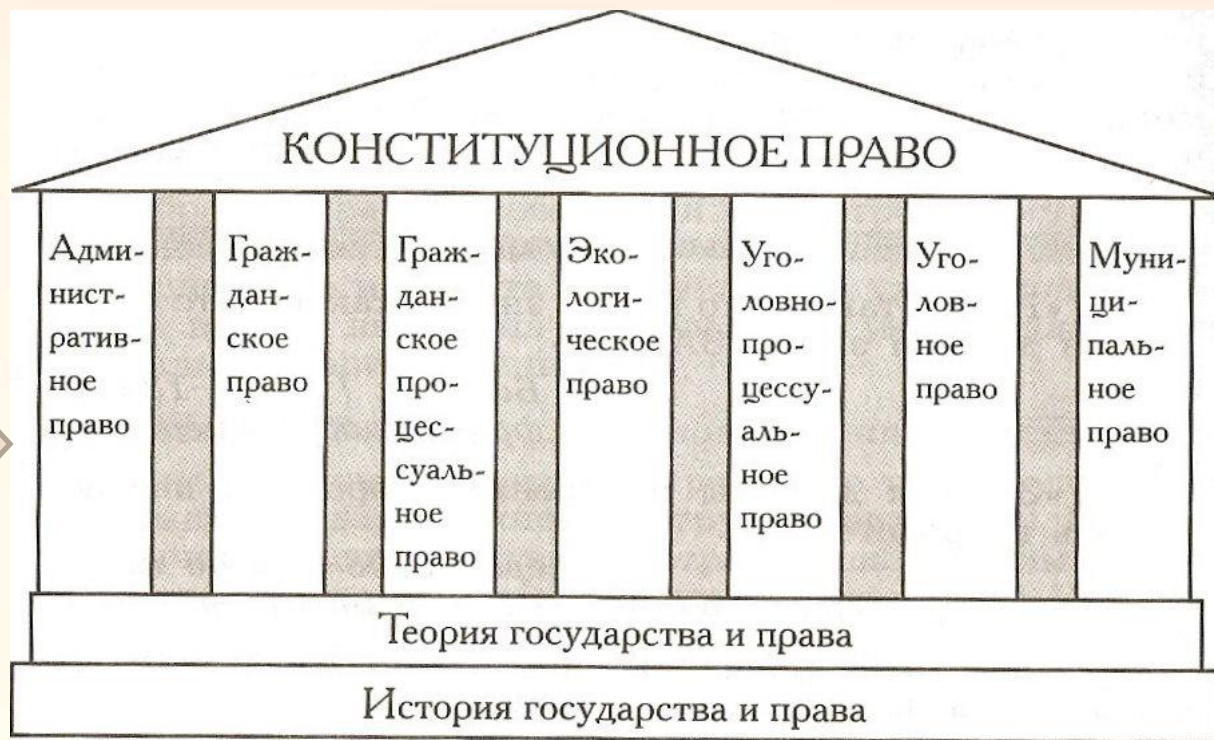 КОНСТИТУЦИОННОЕ ПРАВО
Адми-
нист-
ратив-
ное
право
Граж-
дан-
ское
право
Граж-
дан-
ское
про-
цес-
суаль-
ное
право
Эко-
логи-
ческое
право
Уго-
ловно-
про-
цессу-
аль-
ное
право
Уго-
лов-
ное
право
Муни-
ци-
паль-
ное
право
Теория государства и права
История государства и права